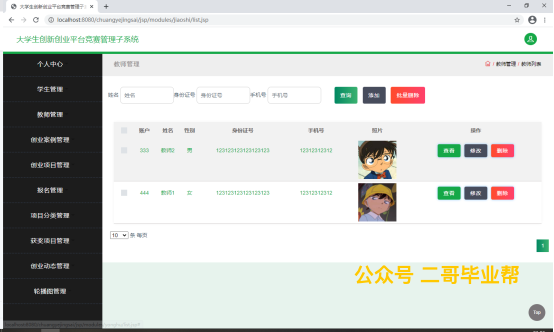 大学生创新创业平台竞赛管理子系统
localhost:8080/chuangyejingsai/jsp/modules/jiaoshi/list.jsp
大学生创新创业平台竞赛管理子系统
个人中心
学生管理
教师管理
创业案例管理
创业项目管理
报名管理
项目分类管理
获奖项目管理
创业动态管理
轮播图管理
教师管理
/ 教师管理 / 教师列表
姓名 姓名 身份证号 身份证号 手机号 手机号 查询 添加 批量删除
账户 姓名 性别 身份证号 手机号 照片 操作
333 教师2 男 123123123123123123 12312312312 查看 修改 删除
444 教师1 女 123123123123123123 12312312312 查看 修改 删除
10 条 每页
1
公众号 二哥毕业帮
Top